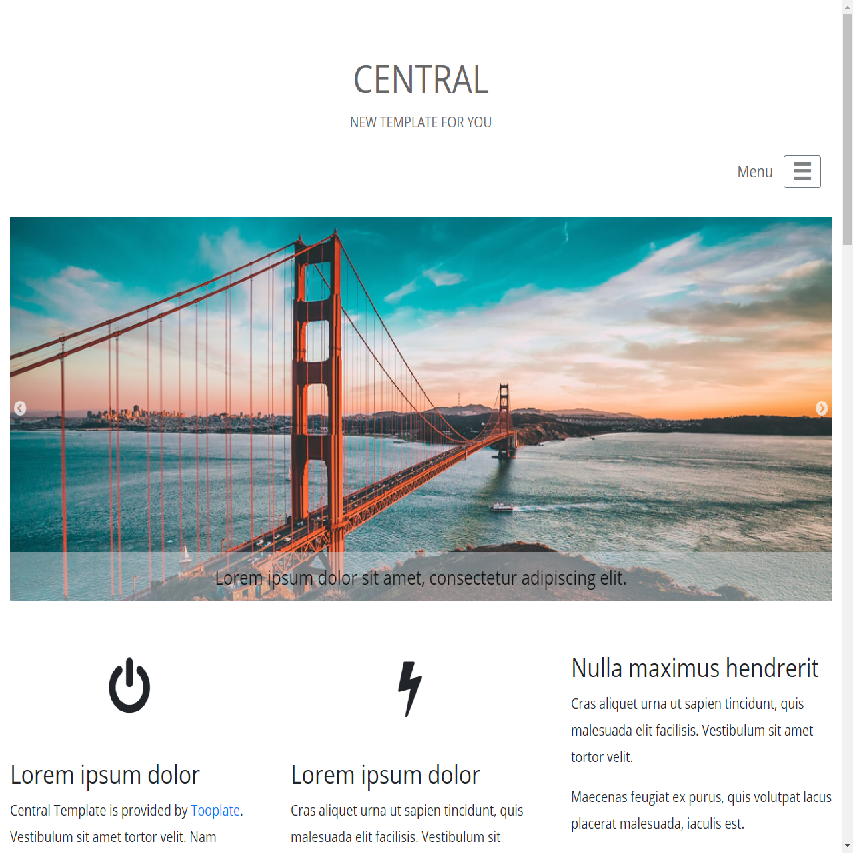 CENTRAL
NEW TEMPLATE FOR YOU
Menu
Lorem ipsum dolor sit amet, consectetur adipiscing elit.
Lorem ipsum dolor
Central Template is provided by Tooplate.
Vestibulum sit amet tortor velit. Nam
Lorem ipsum dolor
Cras aliquet urna ut sapien tincidunt, quis
malesuada elit facilisis. Vestibulum sit
Nulla maximus hendrerit
Cras aliquet urna ut sapien tincidunt, quis
malesuada elit facilisis. Vestibulum sit amet
tortor velit.
Maecenas feugiat ex purus, quis volutpat lacus
placerat malesuada, iaculis est.